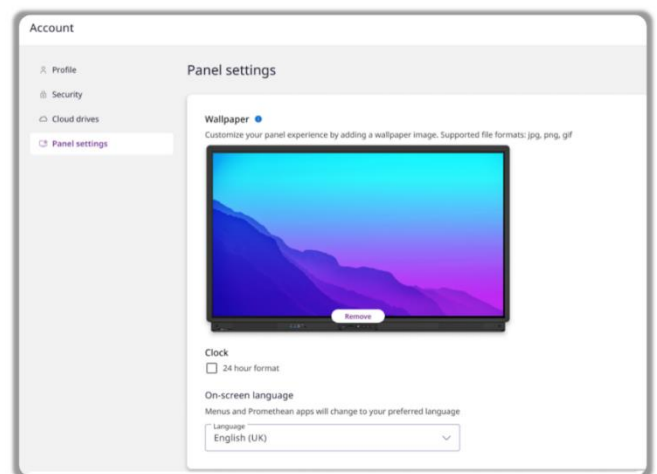 Account
Profile
Security
Cloud drives
Panel settings
Panel settings
Wallpaper
Customize your panel experience by adding a wallpaper image. Supported file formats: jpg, png, gif
Remove
Clock
24 hour format
On-screen language
Menus and Promethean apps will change to your preferred language
Language
English (UK)